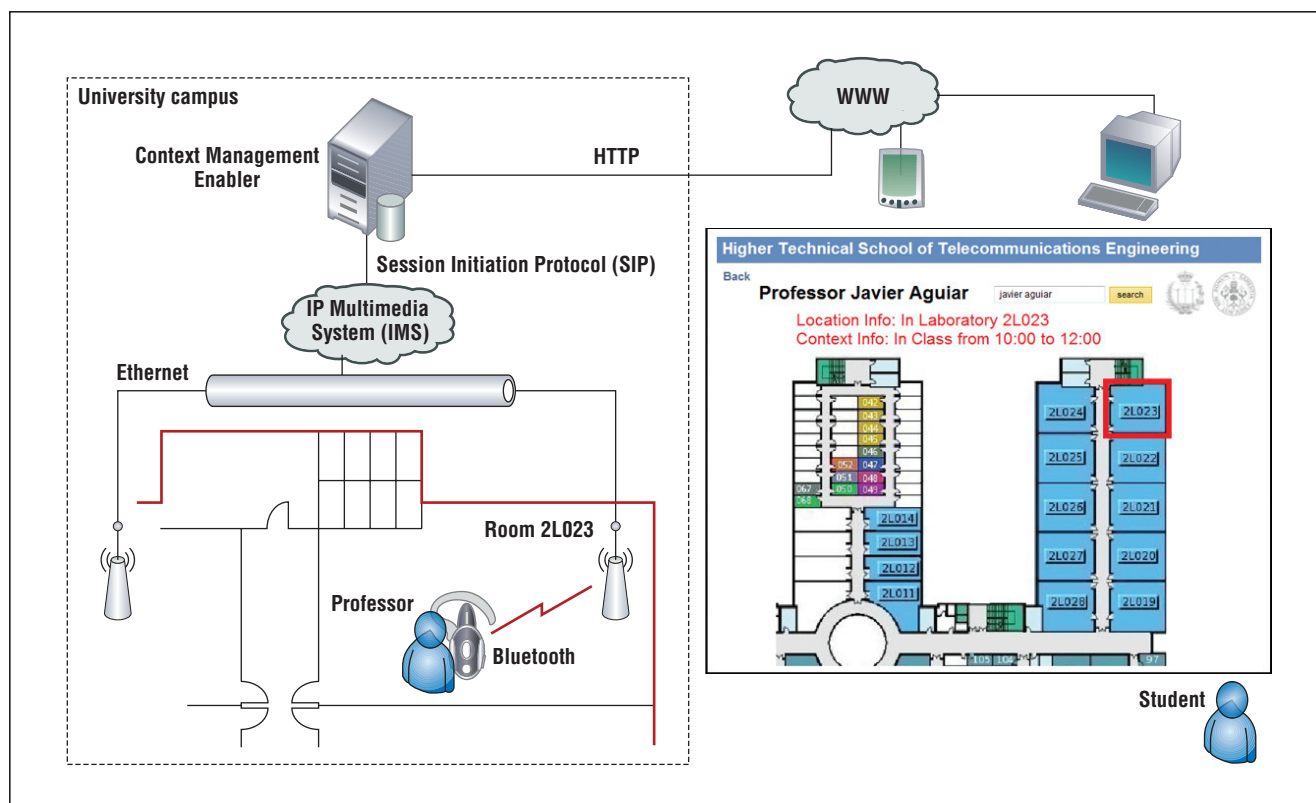 University campus
Context Management
Enabler
HTTP
WWW
Session Initiation Protocol (SIP)
IP Multimedia
System (IMS)
Ethernet
Room 2L023
Professor
Bluetooth
Higher Technical School of Telecommunications Engineering
Back
Professor Javier Aguiar
javier aguiar
search
Location Info: In Laboratory 2L023
Context Info: In Class from 10:00 to 12:00
042
043
044
045
046
052 047
051 048
050 049
067
068
2L014
2L013
2L012
2L011
2L024 2L023
2L025 2L022
2L026 2L021
2L027 2L020
2L028 2L019
105 104
97
Student